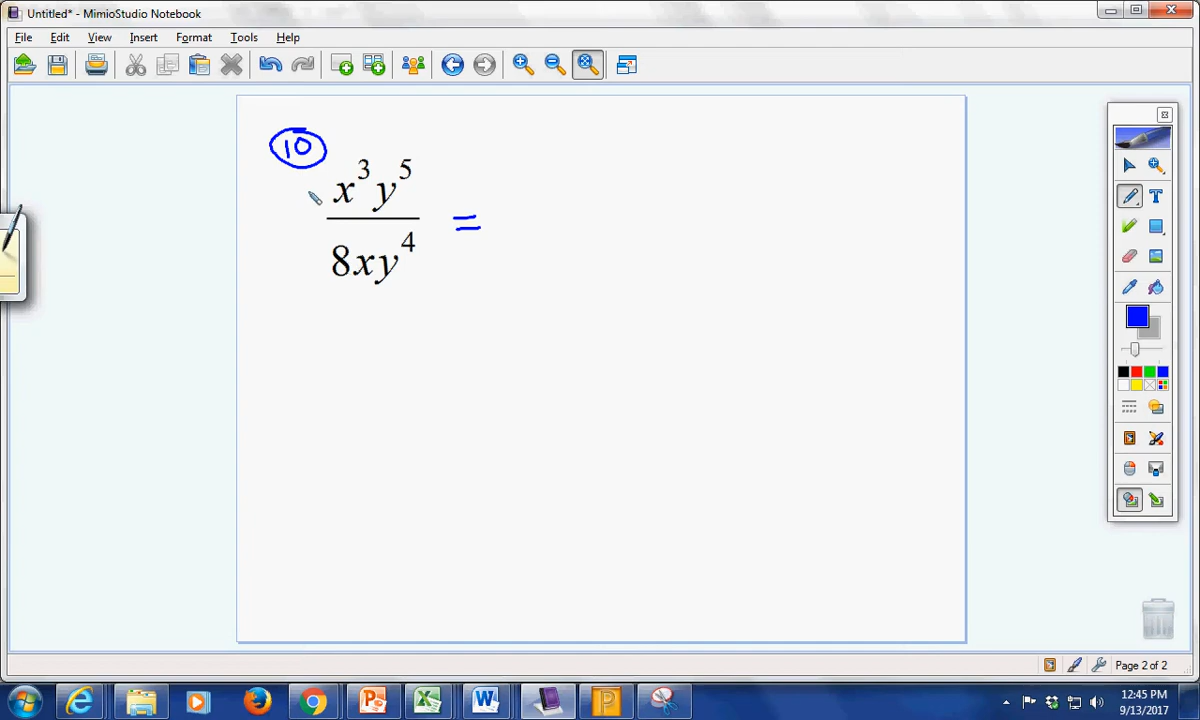 Untitled* - MimioStudio Notebook
File Edit View Insert Format Tools Help
10
x³y⁵
8xy⁴
=
T
Page 2 of 2
12:45 PM
9/13/2017